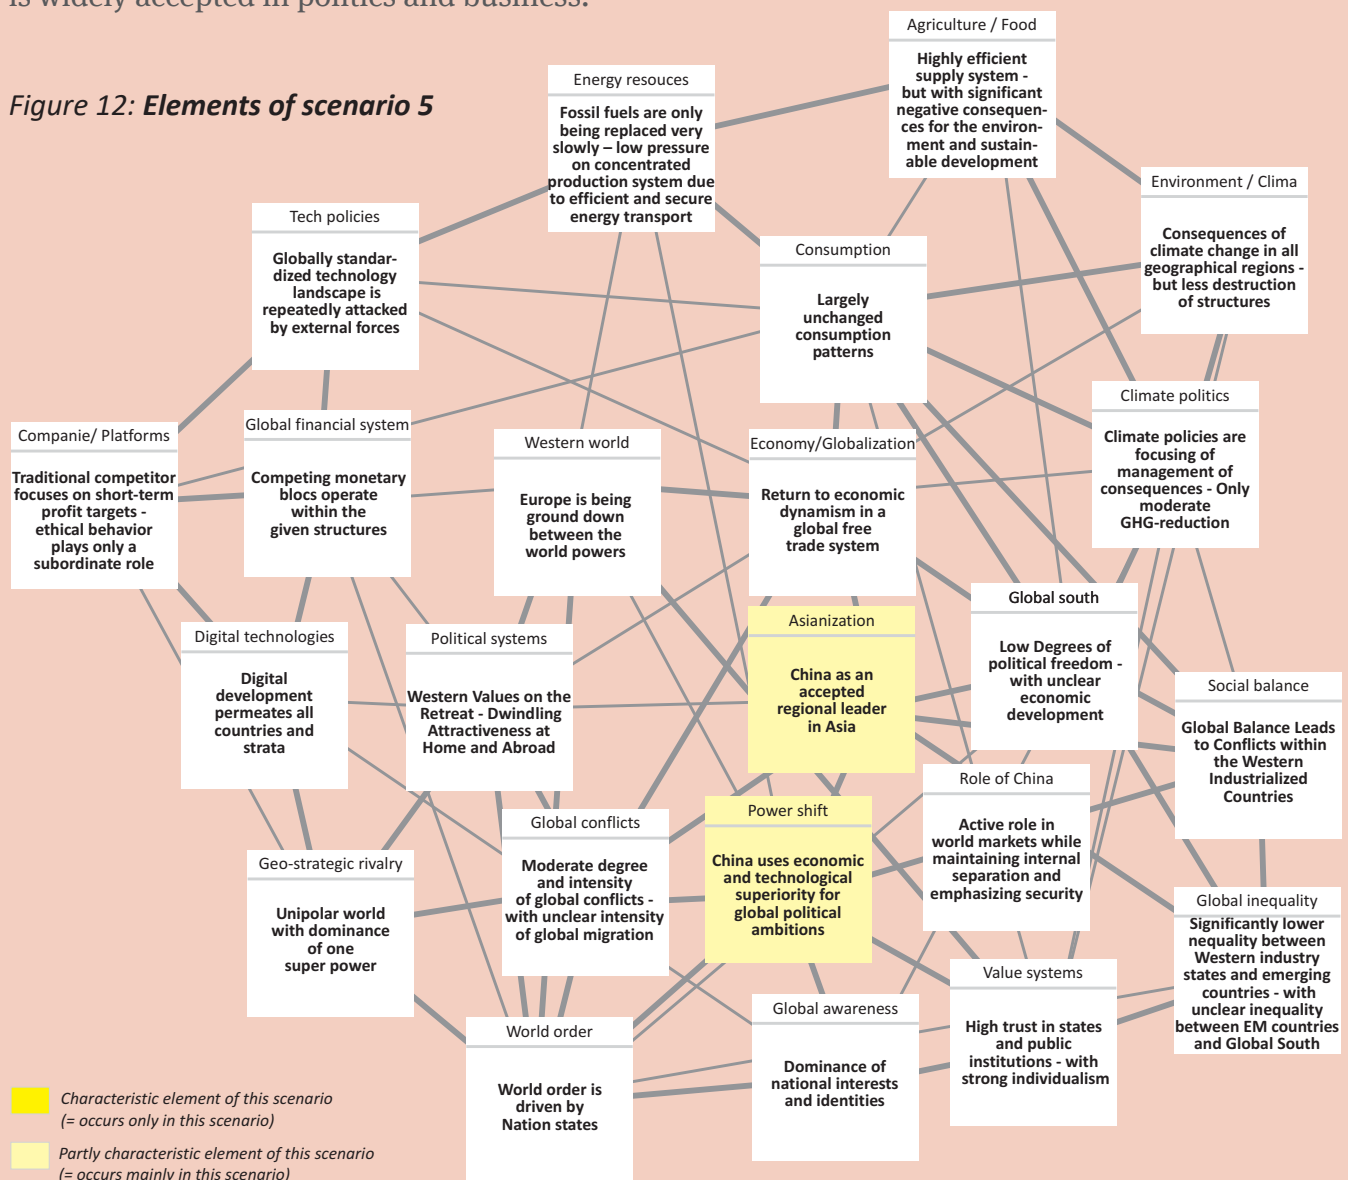 is widely accepted in politics and business.
Figure 12: Elements of scenario 5
Agriculture / Food
Highly efficient
supply system -
but with significant
negative consequen-
ces for the environ-
ment and sustain-
able development
Energy resouces
Fossil fuels are only
being replaced very
slowly – low pressure
on concentrated
production system due
to efficient and secure
energy transport
Environment / Clima
Consequences of
climate change in all
geographical regions -
but less destruction
of structures
Tech policies
Globally standar-
dized technology
landscape is
repeatedly attacked
by external forces
Consumption
Largely
unchanged
consumption
patterns
Climate politics
Climate policies are
focusing of
management of
consequences - Only
moderate
GHG-reduction
Companie/ Platforms
Traditional competitor
focuses on short-term
profit targets -
ethical behavior
plays only a
subordinate role
Global financial system
Competing monetary
blocs operate
within the
given structures
Western world
Europe is being
ground down
between the
world powers
Economy/Globalization
Return to economic
dynamism in a
global free
trade system
Global south
Low Degrees of
political freedom -
with unclear
economic
development
Asianization
China as an
accepted
regional leader
in Asia
Digital technologies
Digital
development
permeates all
countries and
strata
Political systems
Western Values on the
Retreat - Dwindling
Attractiveness at
Home and Abroad
Social balance
Global Balance Leads
to Conflicts within
the Western
Industrialized
Countries
Role of China
Active role in
world markets while
maintaining internal
separation and
emphasizing security
Power shift
China uses economic
and technological
superiority for
global political
ambitions
Global conflicts
Moderate degree
and intensity
of global conflicts -
with unclear intensity
of global migration
Geo-strategic rivalry
Unipolar world
with dominance
of one
super power
Global inequality
Significantly lower
nequality between
Western industry
states and emerging
countries - with
unclear inequality
between EM countries
and Global South
Value systems
High trust in states
and public
institutions - with
strong individualism
Global awareness
Dominance of
national interests
and identities
World order
World order is
driven by
Nation states
Characteristic element of this scenario
(= occurs only in this scenario)
Partly characteristic element of this scenario
(= occurs mainly in this scenario)